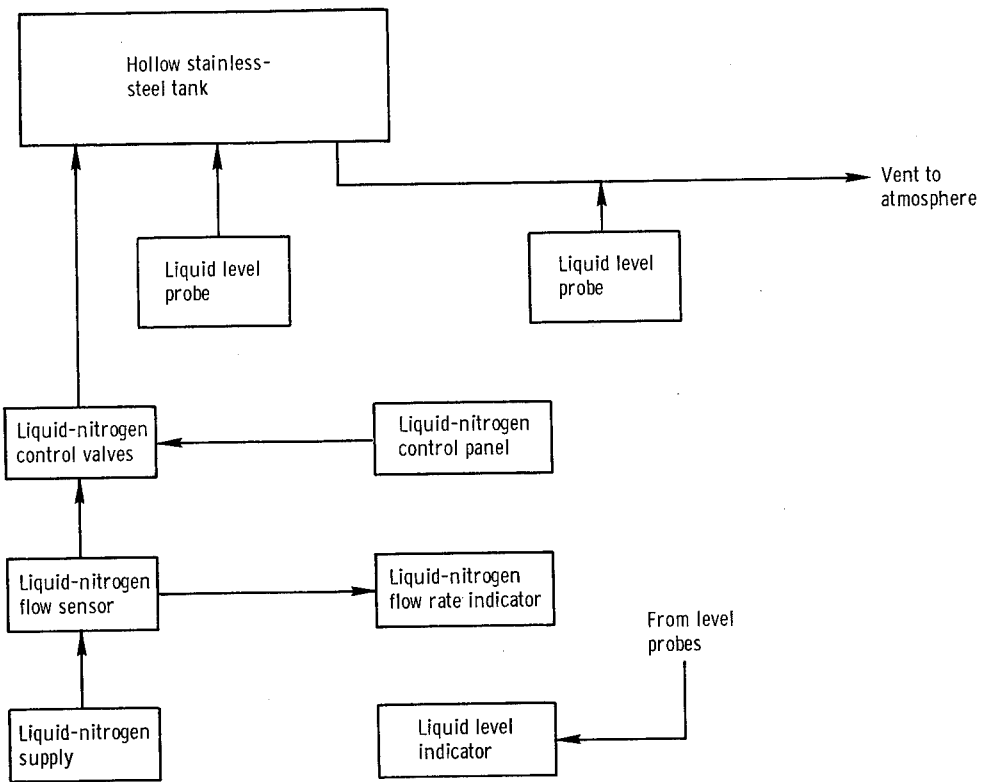 Hollow stainless-
steel tank
Vent to
atmosphere
Liquid level
probe
Liquid level
probe
Liquid-nitrogen
control valves
Liquid-nitrogen
control panel
Liquid-nitrogen
flow sensor
Liquid-nitrogen
flow rate indicator
From level
probes
Liquid-nitrogen
supply
Liquid level
indicator